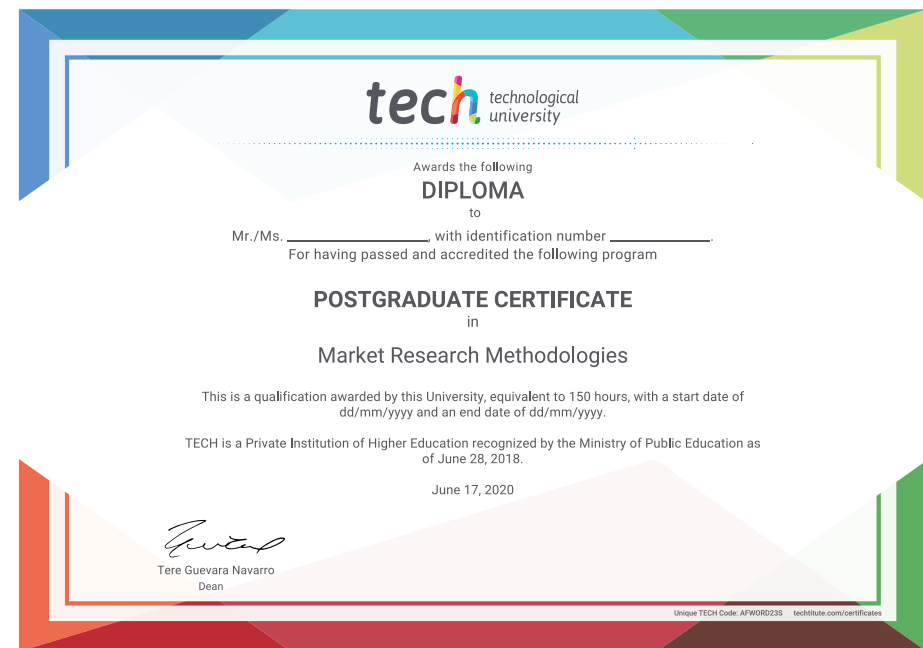 tech technological
university
Awards the following
DIPLOMA
to
Mr./Ms. ____________________, with identification number ______________.
For having passed and accredited the following program
POSTGRADUATE CERTIFICATE
in
Market Research Methodologies
This is a qualification awarded by this University, equivalent to 150 hours, with a start date of
dd/mm/yyyy and an end date of dd/mm/yyyy.
TECH is a Private Institution of Higher Education recognized by the Ministry of Public Education as
of June 28, 2018.
June 17, 2020
Tere Guevara Navarro
Dean
Unique TECH Code: AFWORD23S techtitute.com/certificates